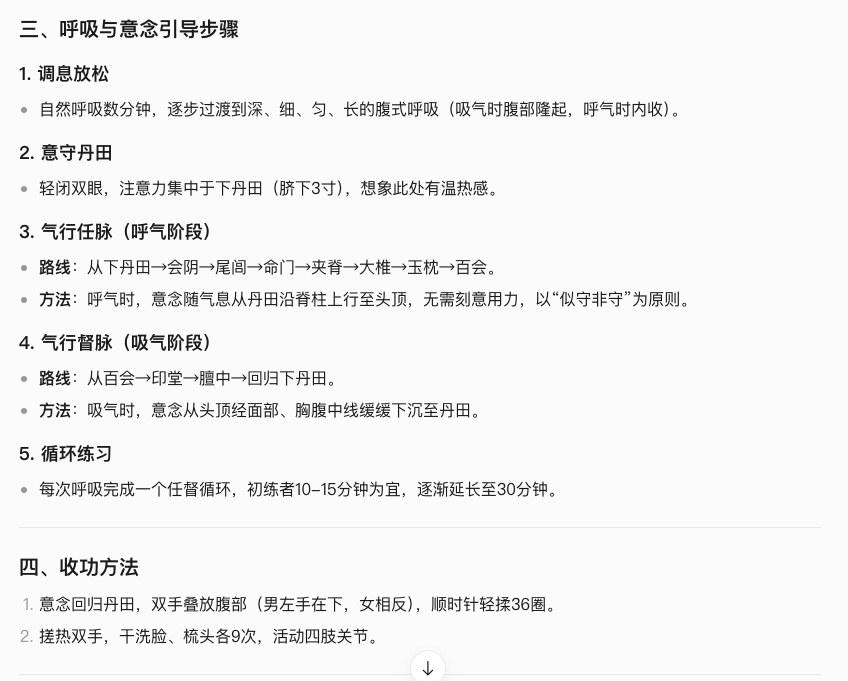 三、呼吸与意念引导步骤
1. 调息放松
自然呼吸数分钟，逐步过渡到深、细、匀、长的腹式呼吸（吸气时腹部隆起，呼气时内收）。
2. 意守丹田
轻闭双眼，注意力集中于下丹田（脐下3寸），想象此处有温热感。
3. 气行任脉（呼气阶段）
路线：从下丹田→会阴→尾闾→命门→夹脊→大椎→玉枕→百会。
方法：呼气时，意念随气息从丹田沿脊柱上行至头顶，无需刻意用力，以“似守非守”为原则。
4. 气行督脉（吸气阶段）
路线：从百会→印堂→膻中→回归下丹田。
方法：吸气时，意念从头顶经面部、胸腹中线缓缓下沉至丹田。
5. 循环练习
每次呼吸完成一个任督循环，初练者10–15分钟为宜，逐渐延长至30分钟。
四、收功方法
1. 意念回归丹田，双手叠放腹部（男左手在下，女相反），顺时针轻揉36圈。
2. 搓热双手，干洗脸、梳头各9次，活动四肢关节。